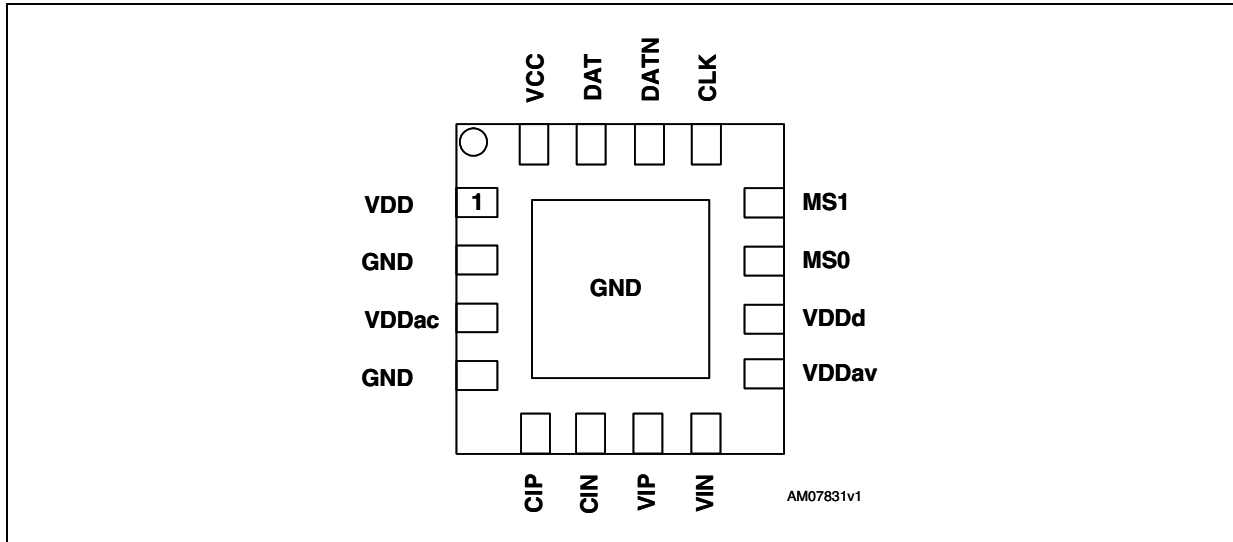 VCC
DAT
DATN
CLK
VDD
1
MS1
GND
MS0
GND
VDDac
VDDd
GND
VDDav
CIP
CIN
VIP
VIN
AM07831v1